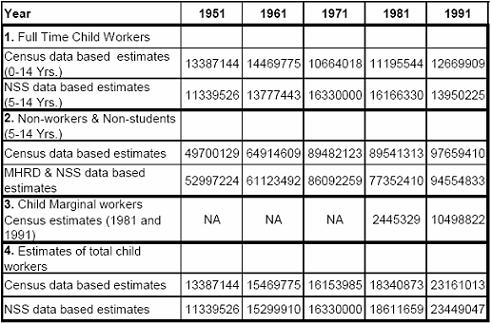 Year 1951 1961 1971 1981 1991
1. Full Time Child Workers
Census data based estimates
(0-14 Yrs.) 13387144 14469775 10664018 11195544 12669909
NSS data based estimates
(5-14 Yrs.) 11339526 13777443 16330000 16166330 13950225
2. Non-workers & Non-students
(5-14 Yrs.)
Census data based estimates 49700129 64914609 89482123 89541313 97659410
MHRD & NSS data based
estimates 52997224 61123492 86092259 77352410 94554833
3. Child Marginal workers
Census estimates (1981 and NA NA NA 2445329 10498822
1991)
4. Estimates of total child
workers
Census data based estimates 13387144 15469775 16153985 18340873 23161013
NSS data based estimates 11339526 15299910 16330000 18611659 23449047